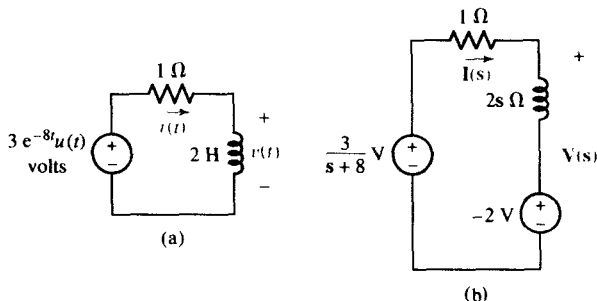 1 Ω
i(t)
3 e^{−8t}u(t)
volts
+
−
2 H
+
v(t)
−
(a)
1 Ω
I(s)
2s Ω
+
3/(s + 8) V
+
−
V(s)
−2 V
+
−
(b)